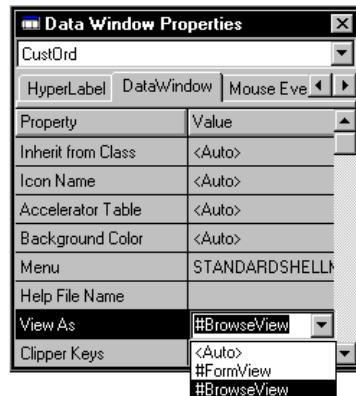 Data Window Properties
CustOrd
HyperLabel DataWindow Mouse Eve
Property Value
Inherit from Class <Auto>
Icon Name <Auto>
Accelerator Table <Auto>
Background Color <Auto>
Menu STANDARDSHELLM
Help File Name
View As #BrowseView
Clipper Keys <Auto>
#FormView
#BrowseView